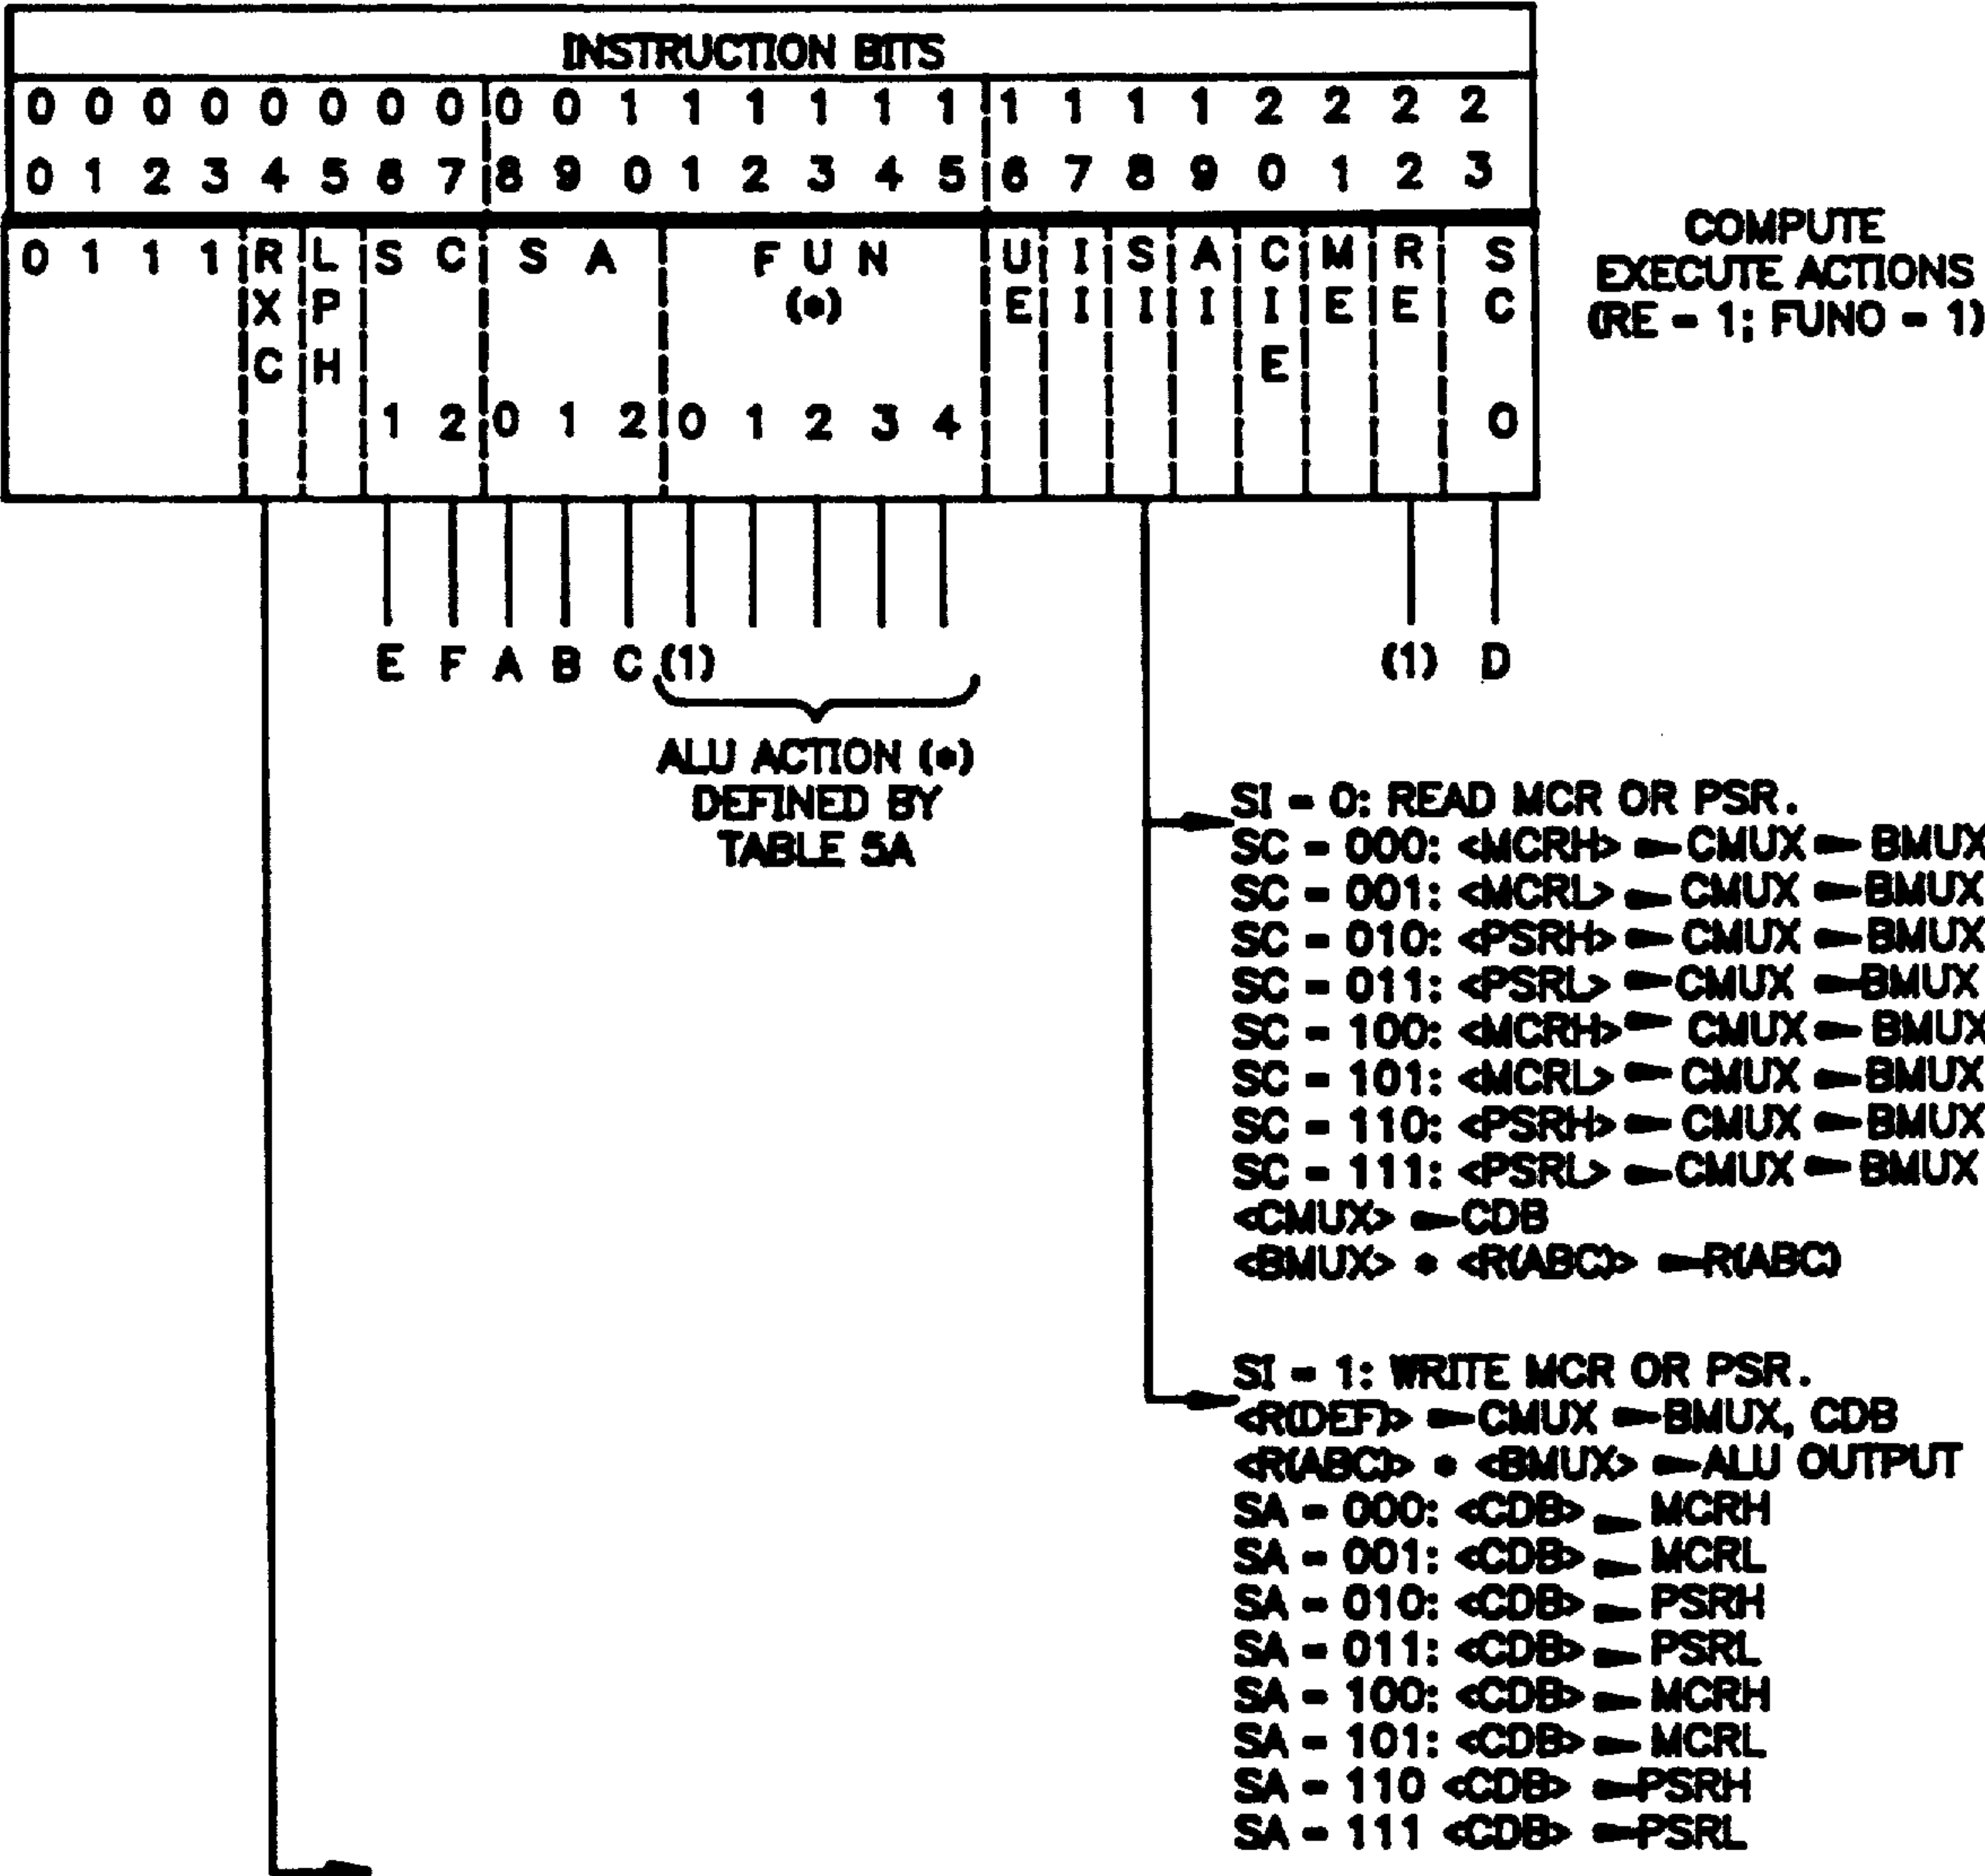 INSTRUCTION BITS
0 0 0 0 0 0 0 0 0 0 1 1 1 1 1 1 1 1 1 1 2 2 2 2
0 1 2 3 4 5 6 7 8 9 0 1 2 3 4 5 6 7 8 9 0 1 2 3
0 1 1 1 R L S C S A F U N U I S A C M R S
X P (*) E I I I I E E C
C H E
1 2 0 1 2 0 1 2 3 4 0
COMPUTE
EXECUTE ACTIONS
(RE = 1; FUNO = 1)
E F A B C (1) (1) D
ALU ACTION (*)
DEFINED BY
TABLE 5A
SI = 0: READ MCR OR PSR.
SC = 000: <MCRH> CMUX BMUX
SC = 001: <MCRL> CMUX BMUX
SC = 010: <PSRH> CMUX BMUX
SC = 011: <PSRL> CMUX BMUX
SC = 100: <MCRH> CMUX BMUX
SC = 101: <MCRL> CMUX BMUX
SC = 110: <PSRH> CMUX BMUX
SC = 111: <PSRL> CMUX BMUX
<CMUX> CDB
<BMUX> * <R(ABC)> R(ABC)
SI = 1: WRITE MCR OR PSR.
<R(DEF)> CMUX BMUX, CDB
<R(ABC)> * <BMUX> ALU OUTPUT
SA = 000: <CDB> MCRH
SA = 001: <CDB> MCRL
SA = 010: <CDB> PSRH
SA = 011: <CDB> PSRL
SA = 100: <CDB> MCRH
SA = 101: <CDB> MCRL
SA = 110 <CDB> PSRH
SA = 111 <CDB> PSRL